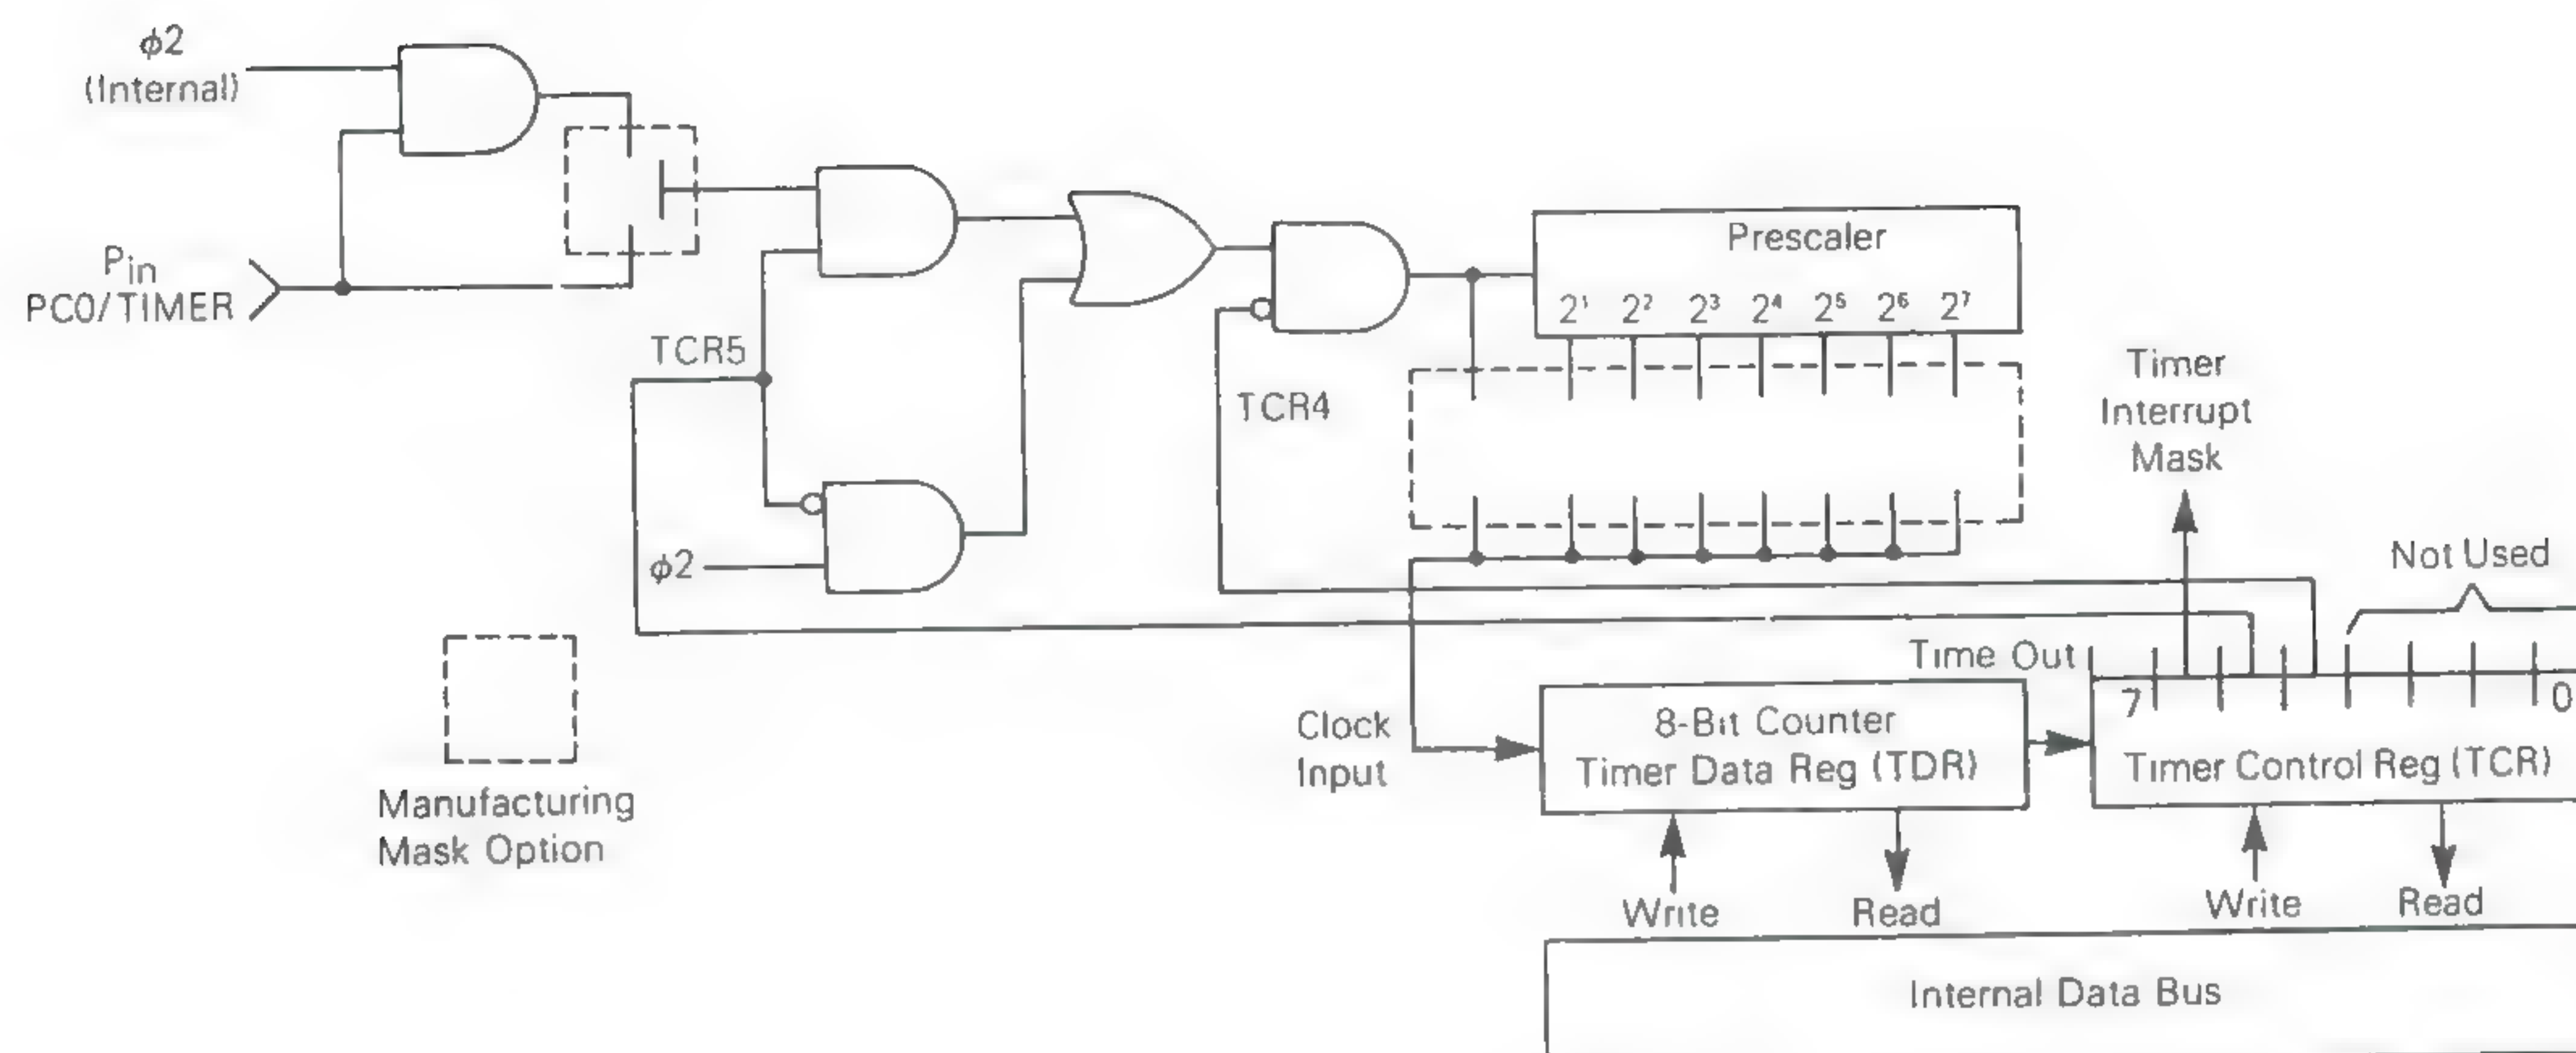 ϕ2
(Internal)
Pin
PC0/TIMER
TCR5
ϕ2
Manufacturing
Mask Option
TCR4
Prescaler
2¹ 2² 2³ 2⁴ 2⁵ 2⁶ 2⁷
Timer
Interrupt
Mask
Not Used
Time Out
7 0
Clock
Input
8-Bit Counter
Timer Data Reg (TDR)
Timer Control Reg (TCR)
Write Read Write Read
Internal Data Bus